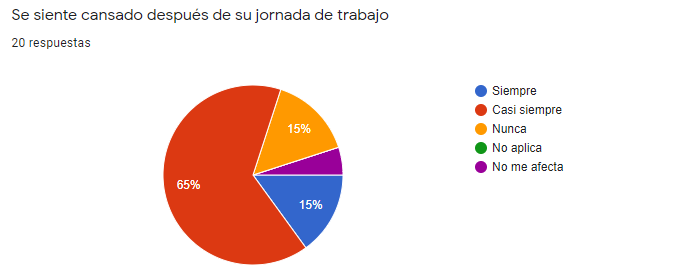 Se siente cansado después de su jornada de trabajo
20 respuestas
Siempre
Casi siempre
Nunca
No aplica
No me afecta
15%
65%
15%